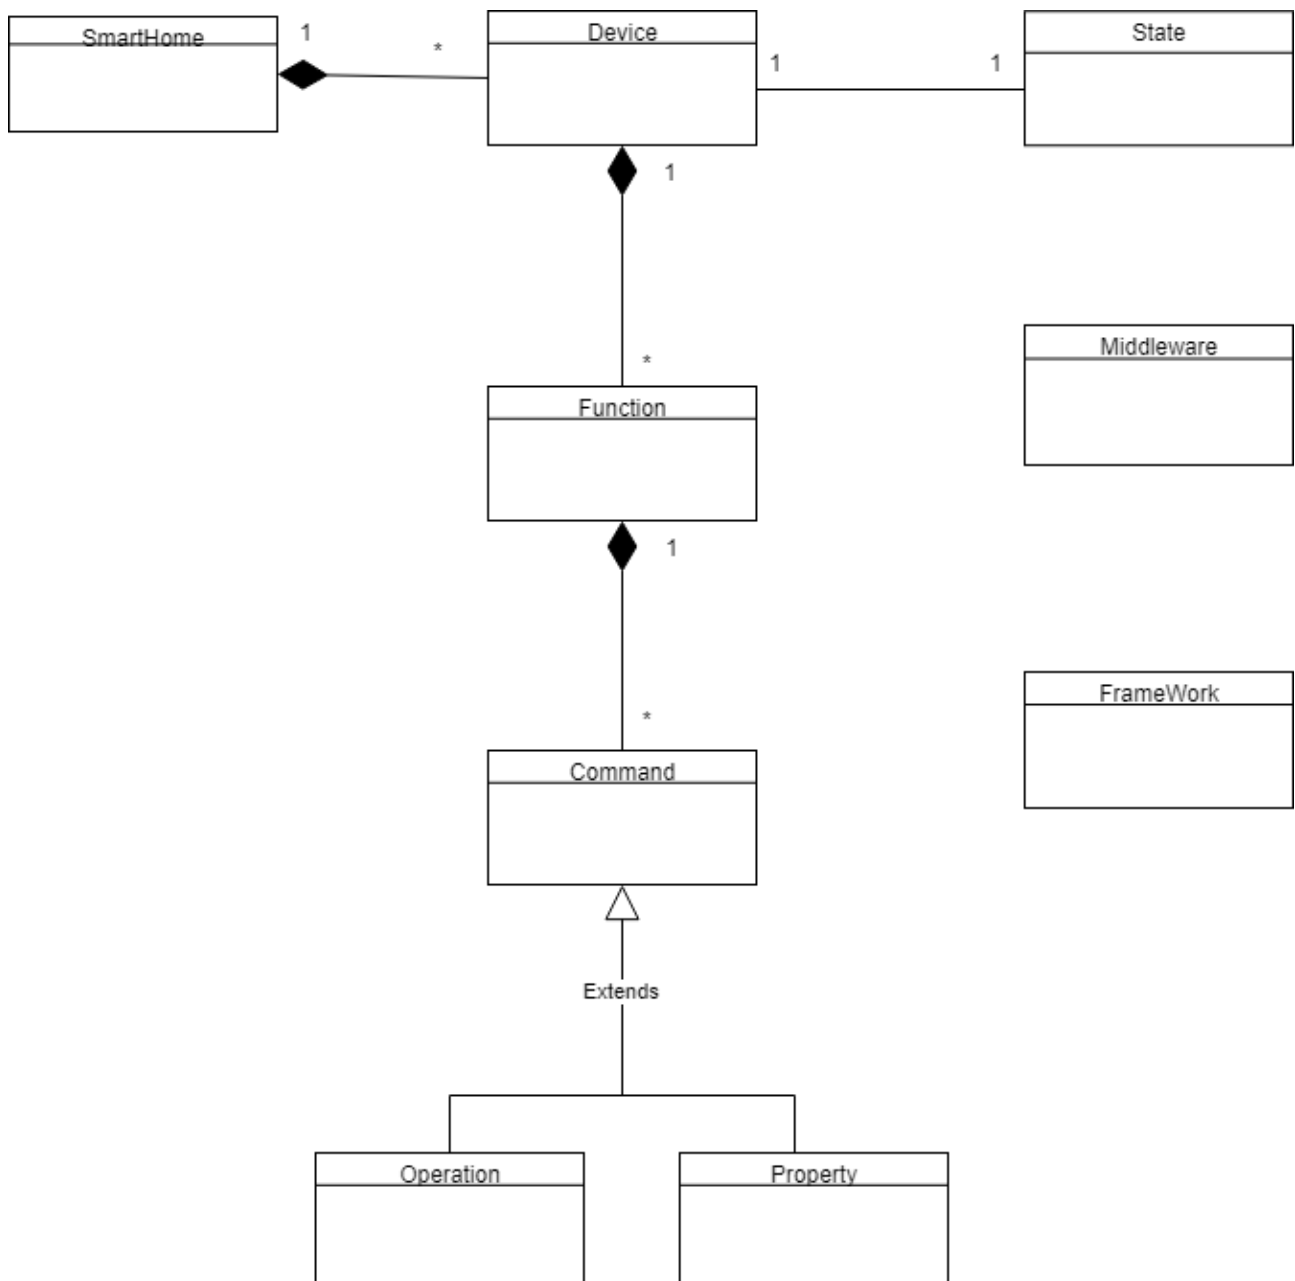 SmartHome
1
*
Device
1
1
State
1
*
Function
Middleware
1
*
Command
FrameWork
Extends
Operation
Property